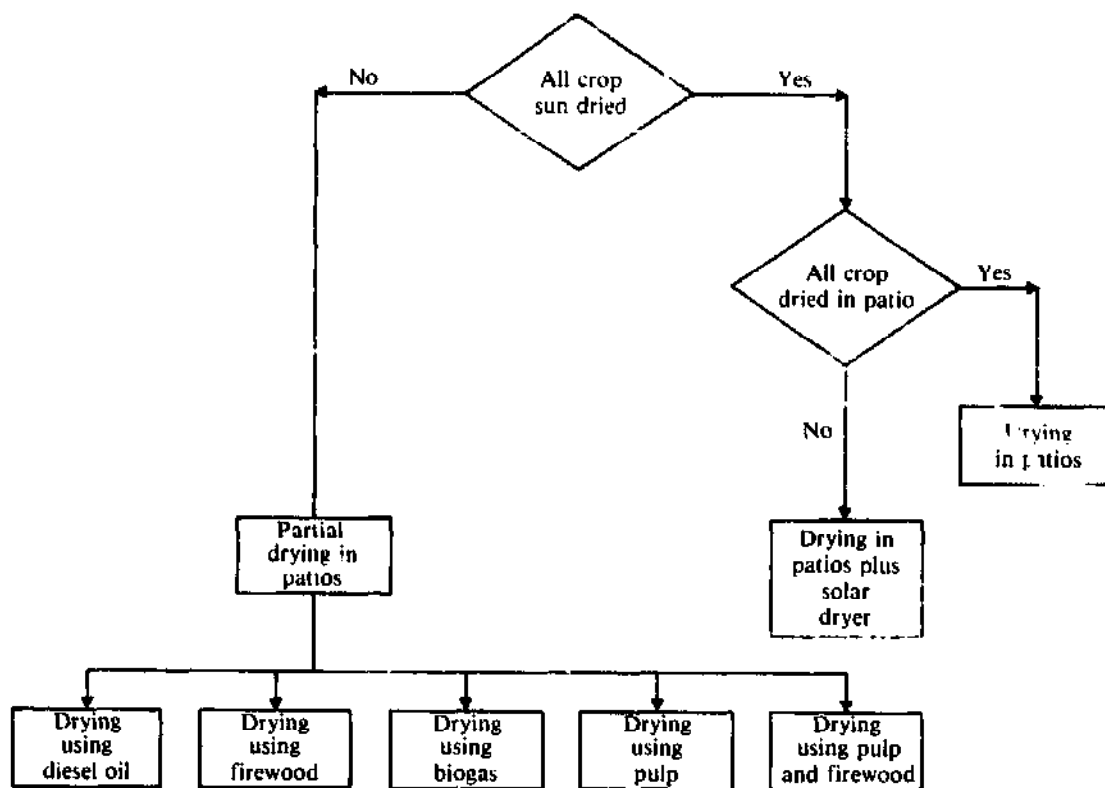 No
All crop
sun dried
Yes
All crop
dried in patio
Yes
No
Drying
in patios
Partial
drying in
patios
Drying in
patios plus
solar
dryer
Drying
using
diesel oil
Drying
using
firewood
Drying
using
biogas
Drying
using
pulp
Drying
using pulp
and firewood